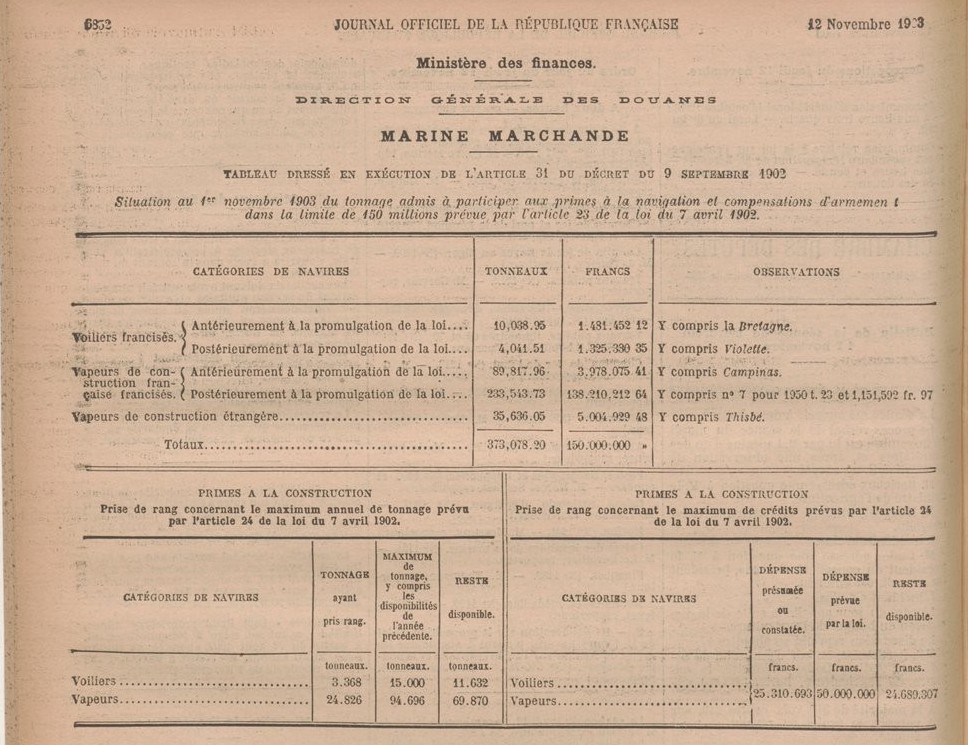 6832 JOURNAL OFFICIEL DE LA RÉPUBLIQUE FRANÇAISE 12 Novembre 1903
Ministère des finances.
DIRECTION GÉNÉRALE DES DOUANES
MARINE MARCHANDE
TABLEAU DRESSÉ EN EXÉCUTION DE L'ARTICLE 31 DU DÉCRET DU 9 SEPTEMBRE 1902
Situation au 1er novembre 1903 du tonnage admis à participer aux primes à la navigation et compensations d'armement
dans la limite de 150 millions prévue par l'article 23 de la loi du 7 avril 1902.
CATÉGORIES DE NAVIRES TONNEAUX FRANCS OBSERVATIONS
Voiliers francisés. { Antérieurement à la promulgation de la loi.... 10,038.95 1.481.452 12 Y compris la Bretagne.
Postérieurement à la promulgation de la loi.... 4,041.51 1.325.330 35 Y compris Violette.
Vapeurs de con- { Antérieurement à la promulgation de la loi..... 89,817.96 3.978.075 41 Y compris Campinas.
struction fran-
çaise francisés. Postérieurement à la promulgation de la loi.... 233,543.73 138.210.212 64 Y compris n° 7 pour 1950 t. 23 et 1,151,592 fr. 97
Vapeurs de construction étrangère.................................. 35,636.05 5.004.929 48 Y compris Thisbé.
Totaux................................................ 373,078.20 150.000.000 »
PRIMES A LA CONSTRUCTION
Prise de rang concernant le maximum annuel de tonnage prévu
par l'article 24 de la loi du 7 avril 1902.
CATÉGORIES DE NAVIRES
TONNAGE
ayant
pris rang.
MAXIMUM
de
tonnage,
y compris
les
disponibilités
de
l'année
précédente.
RESTE
disponible.
tonneaux. tonneaux. tonneaux.
Voiliers .................................. 3.368 15.000 11.632
Vapeurs .................................. 24.826 94.696 69.870
PRIMES A LA CONSTRUCTION
Prise de rang concernant le maximum de crédits prévus par l'article 24
de la loi du 7 avril 1902.
CATÉGORIES DE NAVIRES
DÉPENSE
présumée
ou
constatée.
DÉPENSE
prévue
par la loi.
RESTE
disponible.
francs. francs. francs.
Voiliers ..................................
Vapeurs.................................. } 25.310.693 50.000.000 24.689.307